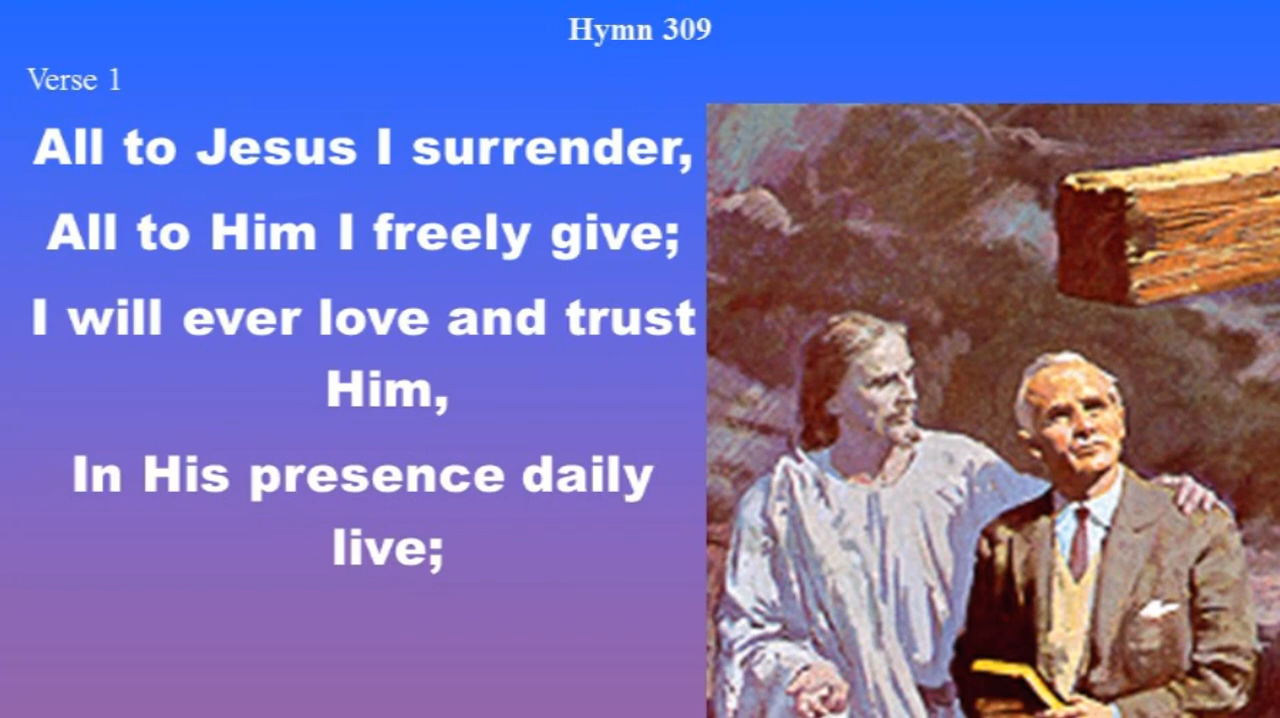 Hymn 309
Verse 1
All to Jesus I surrender,
All to Him I freely give;
I will ever love and trust
Him,
In His presence daily
live;